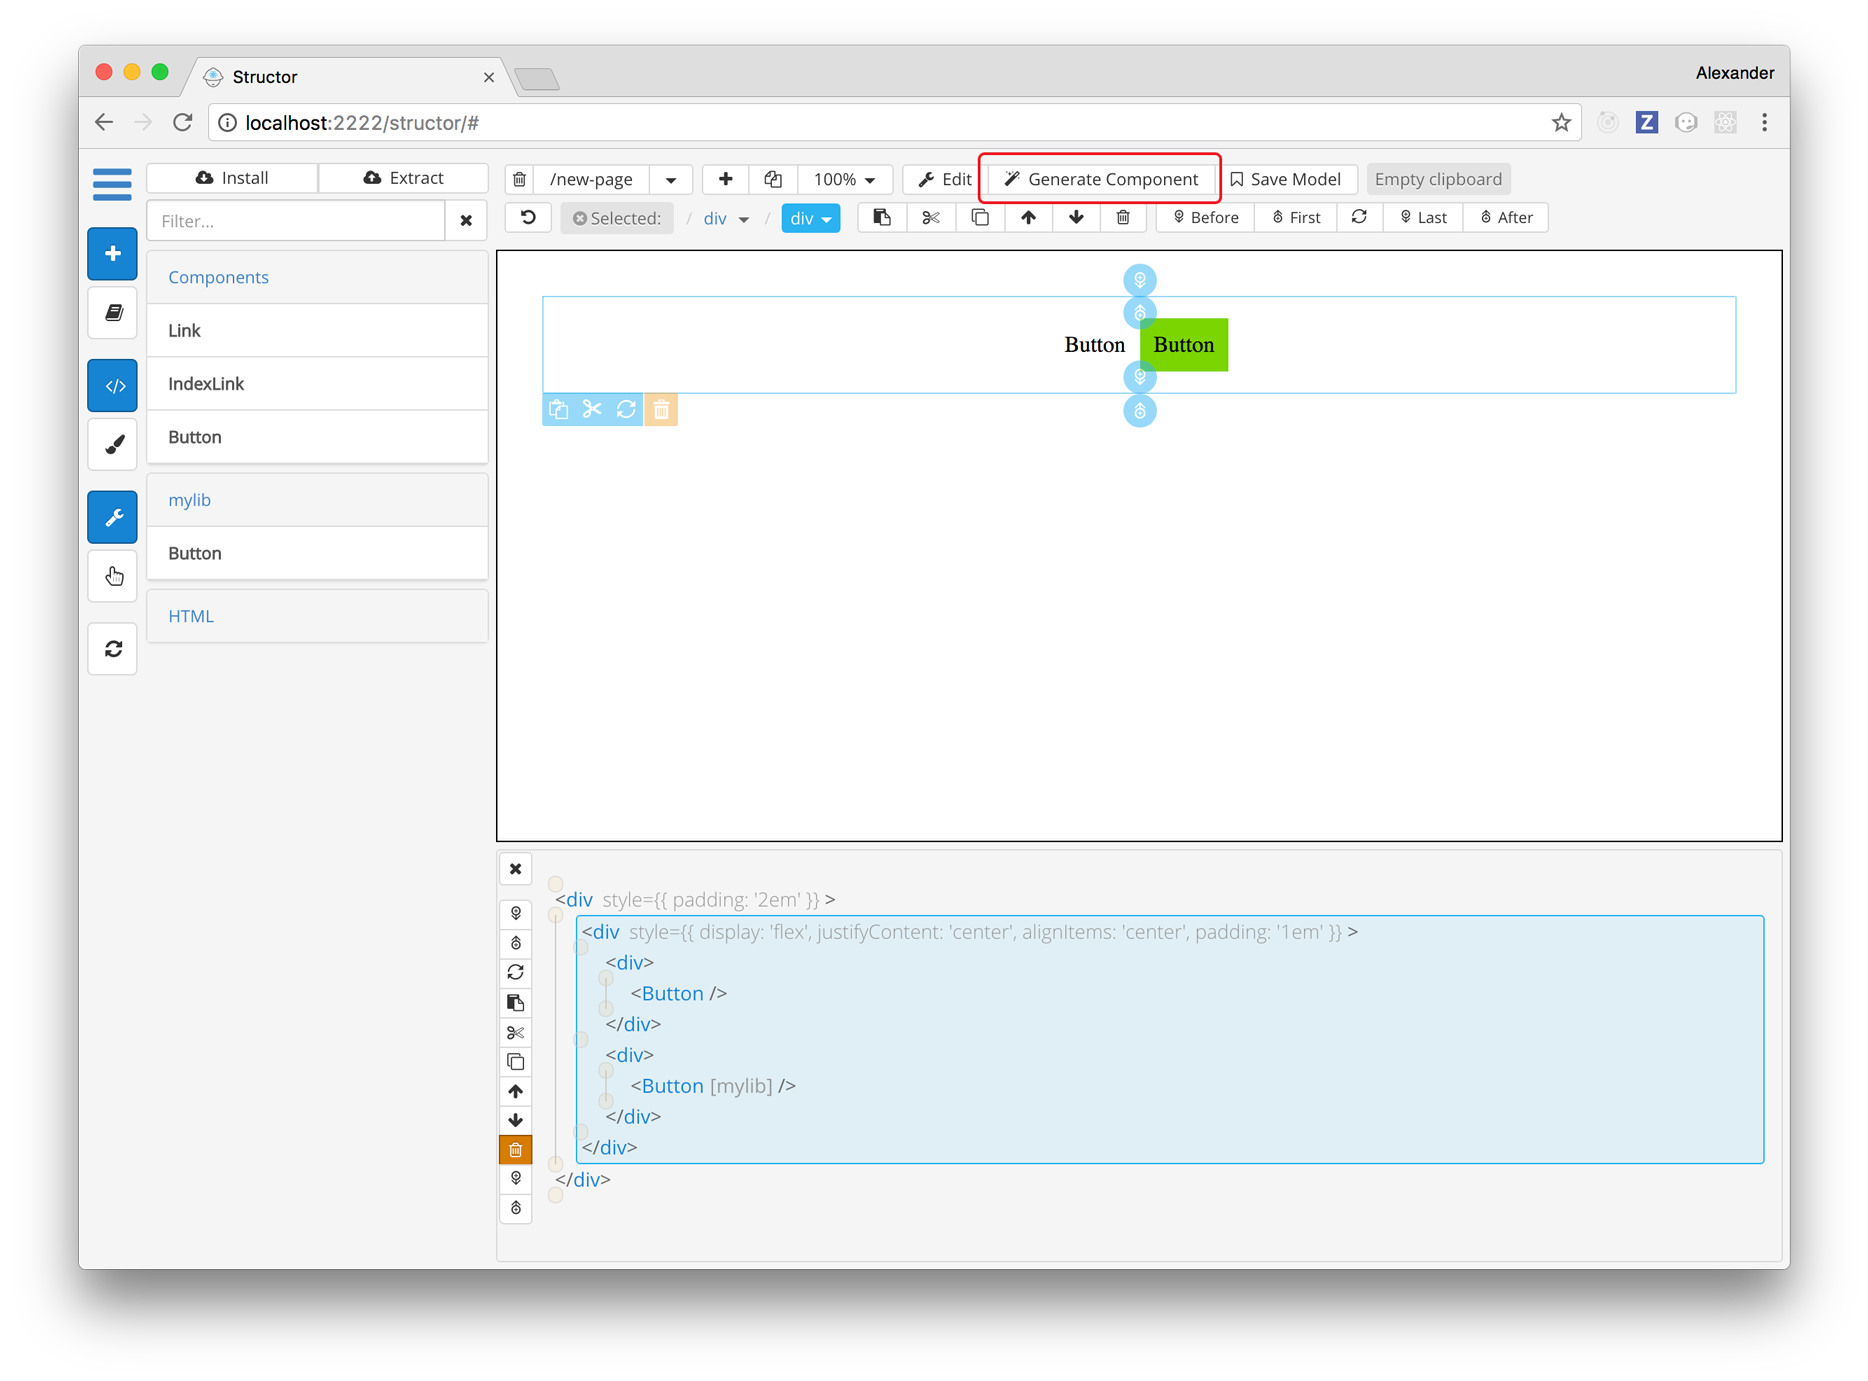 Structor
Alexander
localhost:2222/structor/#
Install
Extract
/new-page
100%
Edit
Generate Component
Save Model
Empty clipboard
Filter...
Selected:
/ div / div
Before
First
Last
After
Components
Link
IndexLink
Button
mylib
Button
HTML
Button
Button
<div style={{ padding: '2em' }} >
<div style={{ display: 'flex', justifyContent: 'center', alignItems: 'center', padding: '1em' }} >
<div>
<Button />
</div>
<div>
<Button [mylib] />
</div>
</div>
</div>